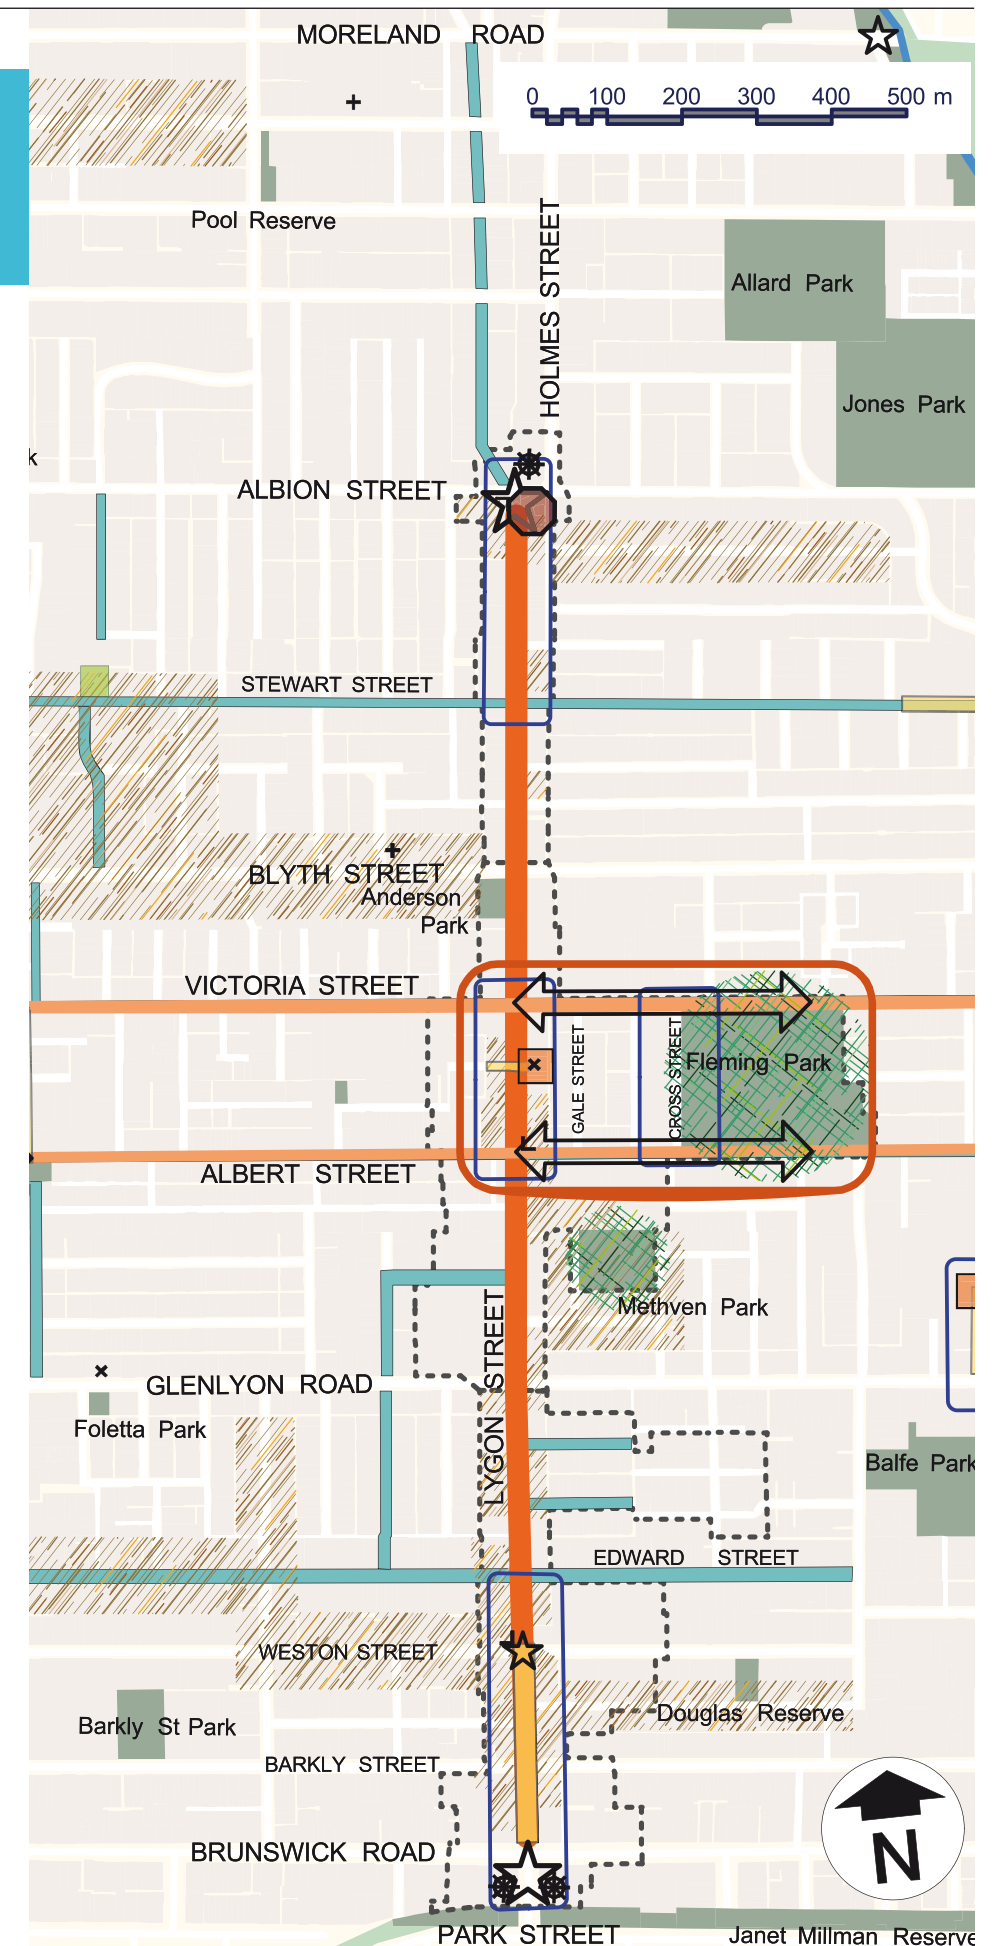 MORELAND ROAD
0 100 200 300 400 500 m
Pool Reserve
HOLMES STREET
Allard Park
Jones Park
k
ALBION STREET
STEWART STREET
BLYTH STREET
Anderson
Park
VICTORIA STREET
GALE STREET
CROSS STREET
Fleming Park
ALBERT STREET
Methven Park
LYGON STREET
GLENLYON ROAD
Foletta Park
Balfe Park
EDWARD STREET
WESTON STREET
Douglas Reserve
Barkly St Park
BARKLY STREET
BRUNSWICK ROAD
N
PARK STREET
Janet Millman Reserve